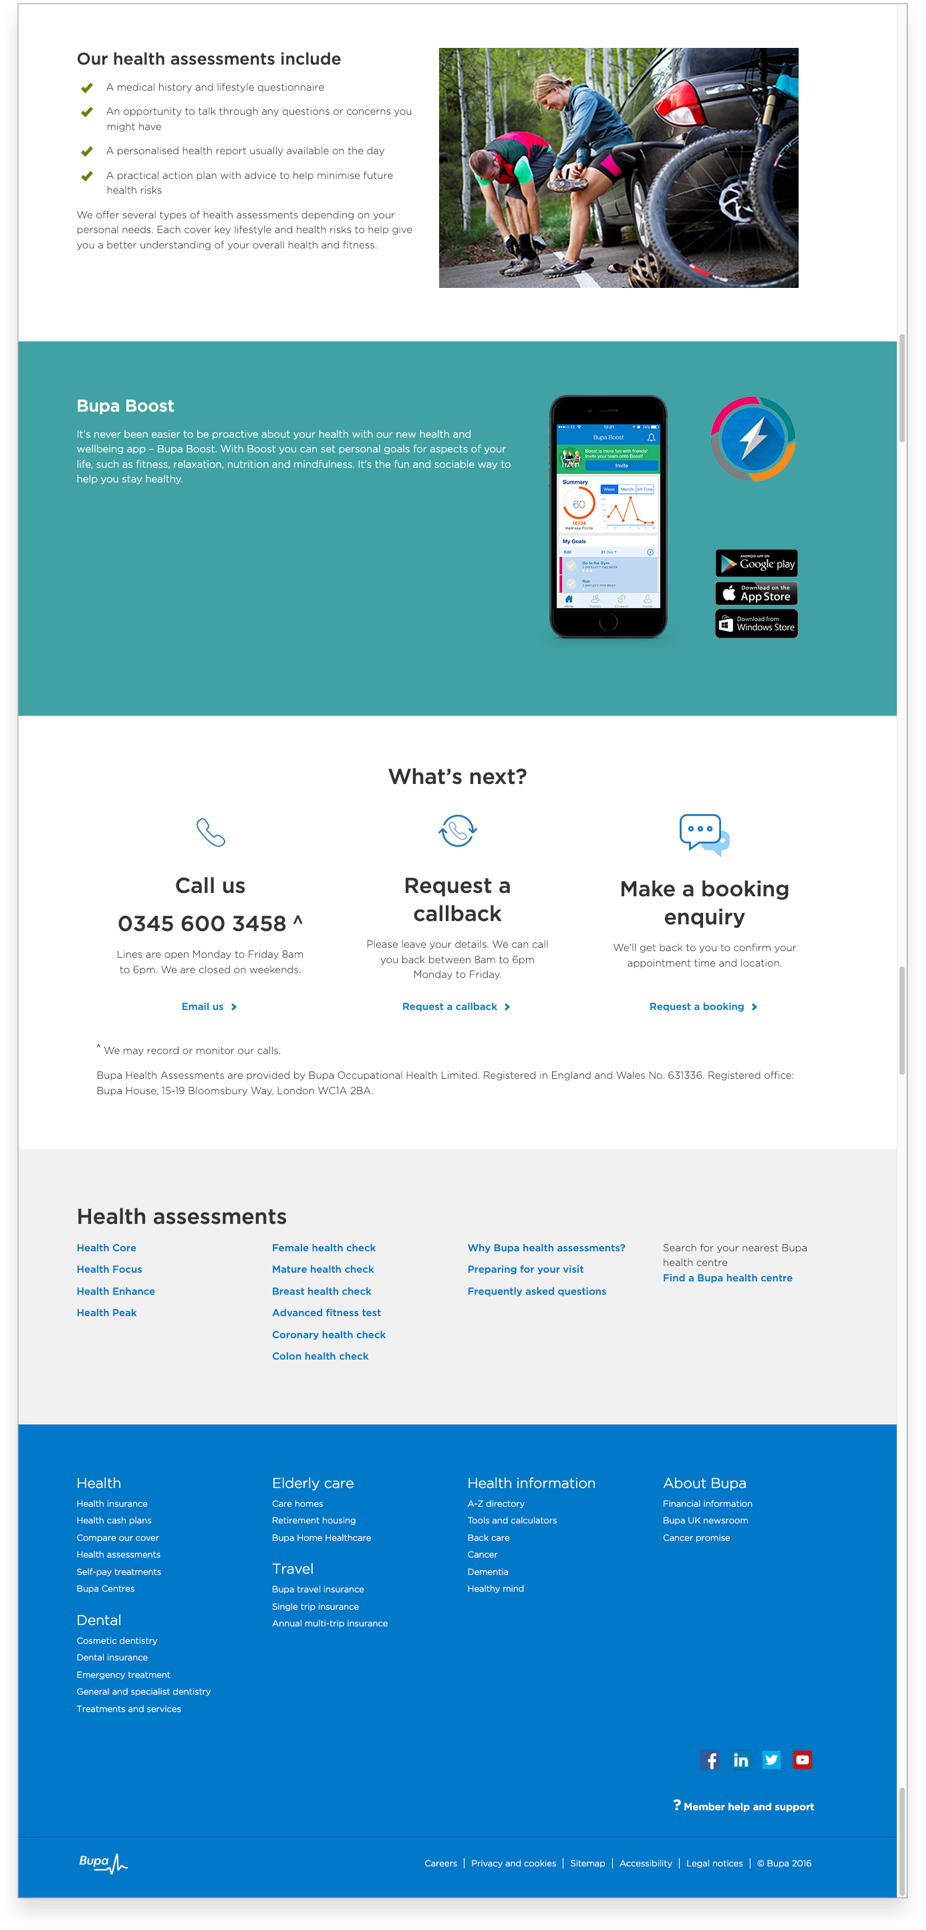 Our health assessments include
A medical history and lifestyle questionnaire
An opportunity to talk through any questions or concerns you
might have
A personalised health report usually available on the day
A practical action plan with advice to help minimise future
health risks
We offer several types of health assessments depending on your
personal needs. Each cover key lifestyle and health risks to help give
you a better understanding of your overall health and fitness.
Bupa Boost
It's never been easier to be proactive about your health with our new health and
wellbeing app – Bupa Boost. With Boost you can set personal goals for aspects of your
life, such as fitness, relaxation, nutrition and mindfulness. It's the fun and sociable way to
help you stay healthy.
12:21
Bupa Boost
Boost is more fun with friends!
Invite your team onto Boost!
Invite
Summary
Week Month All Time
60
16734
Wellness Points
My Goals
Edit 21 Dec
Go to the Gym
Run
ANDROID APP ON
Google play
Download on the
App Store
Download from
Windows Store
What's next?
Call us
0345 600 3458 ^
Lines are open Monday to Friday 8am
to 6pm. We are closed on weekends.
Email us
Request a
callback
Please leave your details. We can call
you back between 8am to 6pm
Monday to Friday.
Request a callback
Make a booking
enquiry
We'll get back to you to confirm your
appointment time and location.
Request a booking
^ We may record or monitor our calls.
Bupa Health Assessments are provided by Bupa Occupational Health Limited. Registered in England and Wales No. 631336. Registered office:
Bupa House, 15-19 Bloomsbury Way, London WC1A 2BA.
Health assessments
Health Core
Health Focus
Health Enhance
Health Peak
Female health check
Mature health check
Breast health check
Advanced fitness test
Coronary health check
Colon health check
Why Bupa health assessments?
Preparing for your visit
Frequently asked questions
Search for your nearest Bupa
health centre
Find a Bupa health centre
Health
Health insurance
Health cash plans
Compare our cover
Health assessments
Self-pay treatments
Bupa Centres
Dental
Cosmetic dentistry
Dental insurance
Emergency treatment
General and specialist dentistry
Treatments and services
Elderly care
Care homes
Retirement housing
Bupa Home Healthcare
Travel
Bupa travel insurance
Single trip insurance
Annual multi-trip insurance
Health information
A-Z directory
Tools and calculators
Back care
Cancer
Dementia
Healthy mind
About Bupa
Financial information
Bupa UK newsroom
Cancer promise
? Member help and support
Bupa
Careers | Privacy and cookies | Sitemap | Accessibility | Legal notices | © Bupa 2016